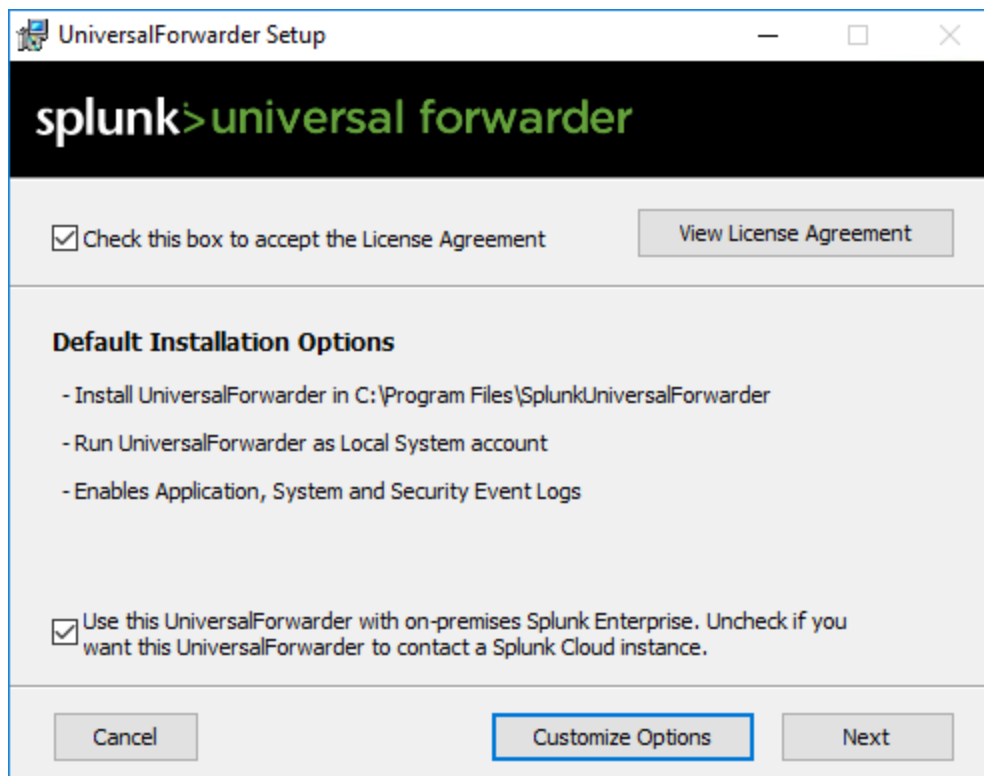 UniversalForwarder Setup
splunk>universal forwarder
Check this box to accept the License Agreement
View License Agreement
Default Installation Options
- Install UniversalForwarder in C:\Program Files\SplunkUniversalForwarder
- Run UniversalForwarder as Local System account
- Enables Application, System and Security Event Logs
Use this UniversalForwarder with on-premises Splunk Enterprise. Uncheck if you
want this UniversalForwarder to contact a Splunk Cloud instance.
Cancel
Customize Options
Next